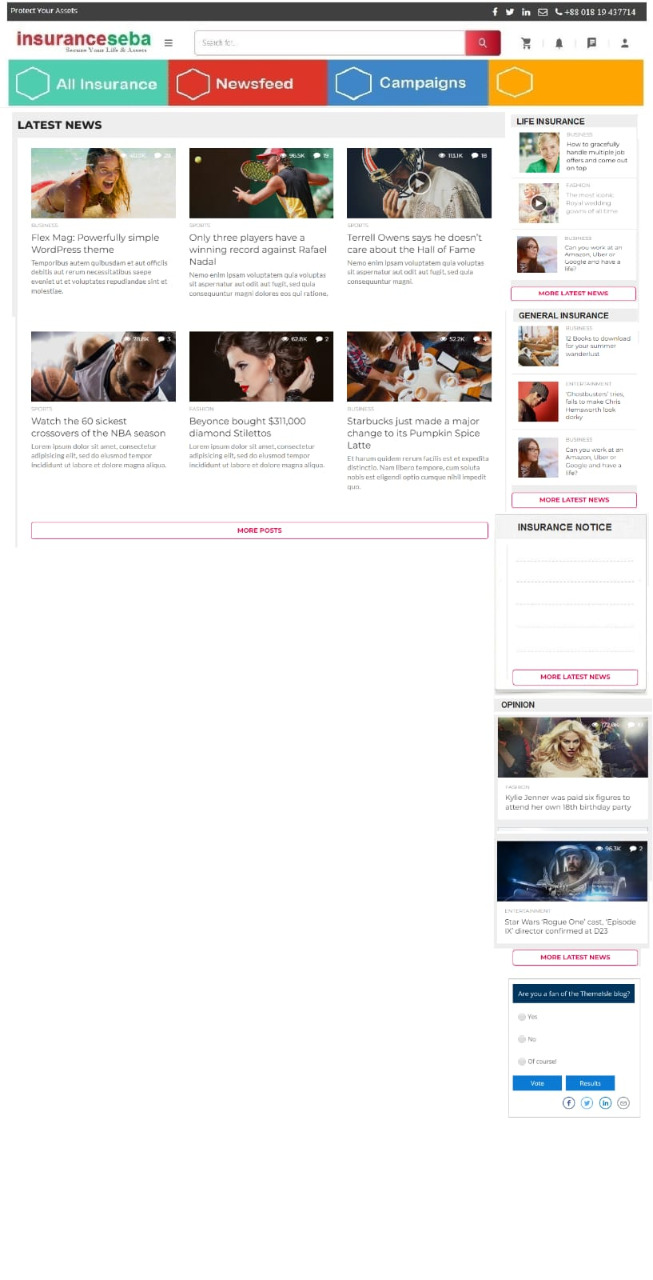 Protect Your Assets
+88 018 19 437714
insuranceseba
Secure Your Life & Assets
Search for...
All Insurance
Newsfeed
Campaigns
LATEST NEWS
96.5K 19
113.1K 18
BUSINESS
Flex Mag: Powerfully simple
WordPress theme
Temporibus autem quibusdam et aut officiis
debitis aut rerum necessitatibus saepe
eveniet ut et voluptates repudiandae sint et
molestiae.
SPORTS
Only three players have a
winning record against Rafael
Nadal
Nemo enim ipsam voluptatem quia voluptas
sit aspernatur aut odit aut fugit, sed quia
consequuntur magni dolores eos qui ratione.
SPORTS
Terrell Owens says he doesn't
care about the Hall of Fame
Nemo enim ipsam voluptatem quia voluptas
sit aspernatur aut odit aut fugit, sed quia
consequuntur magni.
78.8K 3
62.8K 2
52.2K 4
SPORTS
Watch the 60 sickest
crossovers of the NBA season
Lorem ipsum dolor sit amet, consectetur
adipisicing elit, sed do eiusmod tempor
incididunt ut labore et dolore magna aliqua.
FASHION
Beyonce bought $311,000
diamond Stilettos
Lorem ipsum dolor sit amet, consectetur
adipisicing elit, sed do eiusmod tempor
incididunt ut labore et dolore magna aliqua.
BUSINESS
Starbucks just made a major
change to its Pumpkin Spice
Latte
Et harum quidem rerum facilis est et expedita
distinctio. Nam libero tempore, cum soluta
nobis est eligendi optio cumque nihil impedit
quo.
MORE POSTS
LIFE INSURANCE
BUSINESS
How to gracefully
handle multiple job
offers and come out
on top
FASHION
The most iconic
Royal wedding
gowns of all time
BUSINESS
Can you work at an
Amazon, Uber or
Google and have a
life?
MORE LATEST NEWS
GENERAL INSURANCE
BUSINESS
12 Books to download
for your summer
wanderlust
ENTERTAINMENT
'Ghostbusters' tries,
fails to make Chris
Hemsworth look
dorky
BUSINESS
Can you work at an
Amazon, Uber or
Google and have a
life?
MORE LATEST NEWS
INSURANCE NOTICE
MORE LATEST NEWS
OPINION
FASHION
Kylie Jenner was paid six figures to
attend her own 18th birthday party
96.3K 2
ENTERTAINMENT
Star Wars 'Rogue One' cast, 'Episode
IX' director confirmed at D23
MORE LATEST NEWS
Are you a fan of the ThemeIsle blog?
Yes
No
Of course!
Vote
Results